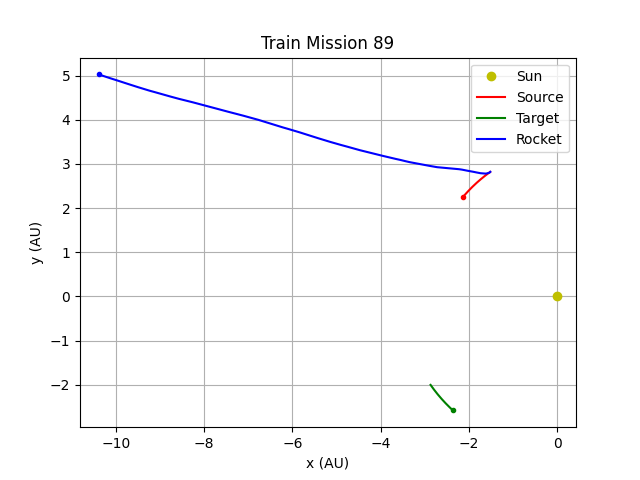 Train Mission 89
Sun
Source
Target
Rocket
5
4
3
2
1
0
−1
−2
y (AU)
−10
−8
−6
−4
−2
0
x (AU)